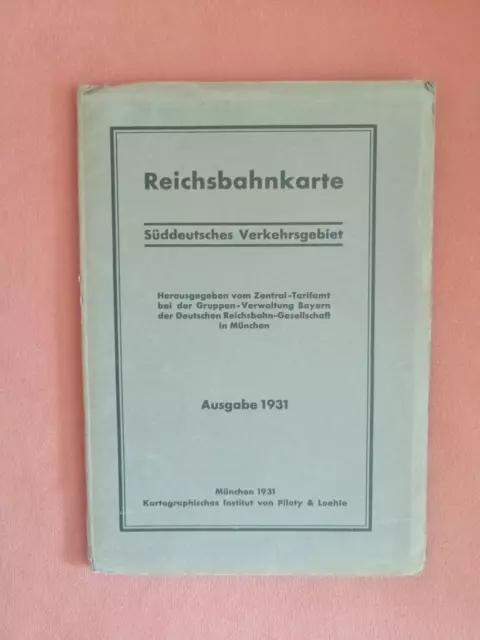 Reichsbahnkarte
Süddeutsches Verkehrsgebiet
Herausgegeben vom Zentral-Tarifamt
bei der Gruppen-Verwaltung Bayern
der Deutschen Reichsbahn-Gesellschaft
in München
Ausgabe 1931
München 1931
Kartographisches Institut von Piloty & Loehle